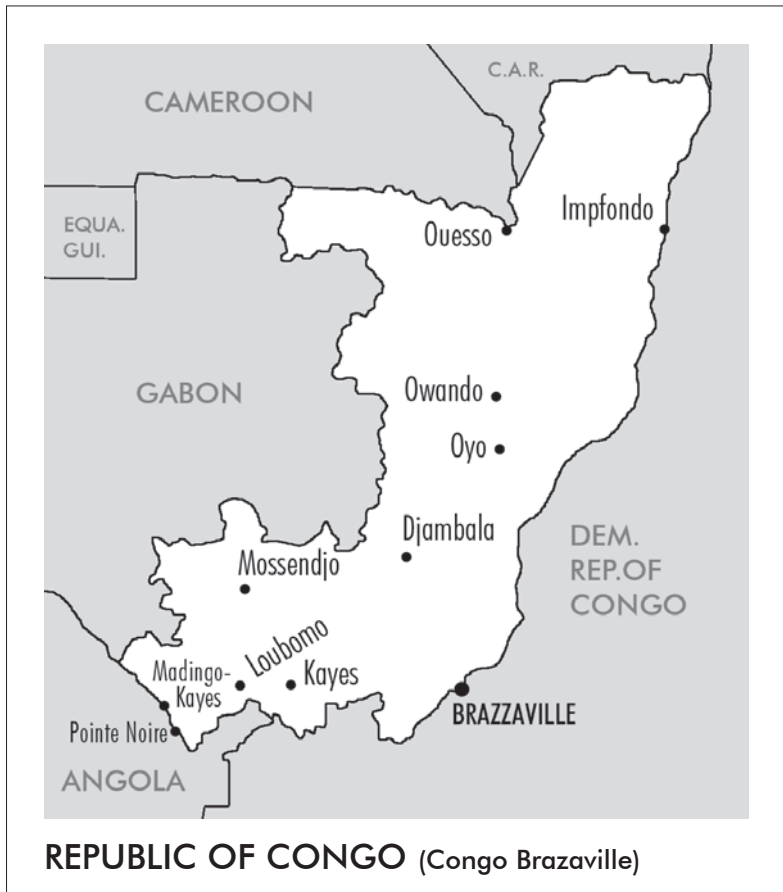 C.A.R.
CAMEROON
Impfondo
EQUA.
GUI.
Ouesso
GABON
Owando
Oyo
Djambala
DEM.
REP.OF
CONGO
Mossendjo
Loubomo
Madingo-
Kayes
Kayes
BRAZZAVILLE
Pointe Noire
ANGOLA
REPUBLIC OF CONGO (Congo Brazaville)